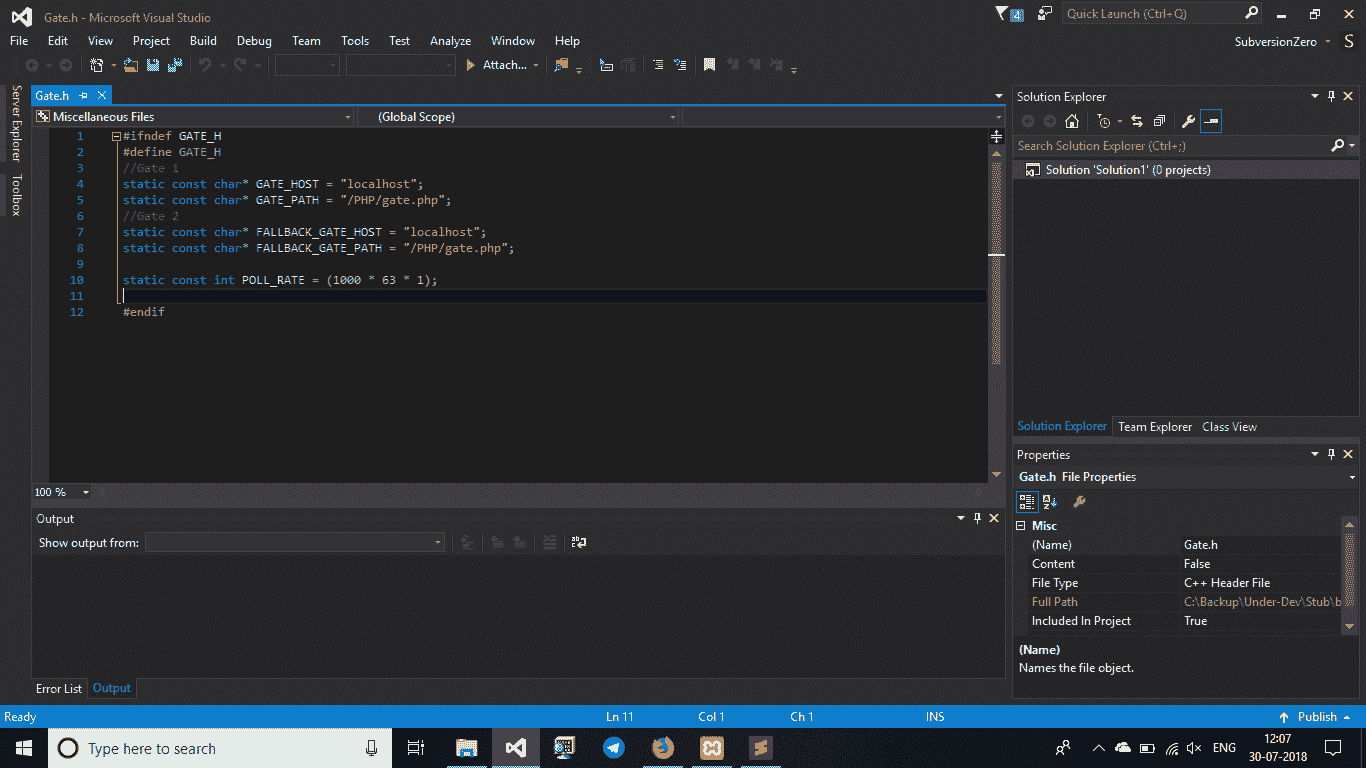 Gate.h - Microsoft Visual Studio
4
Quick Launch (Ctrl+Q)
File Edit View Project Build Debug Team Tools Test Analyze Window Help
SubversionZero S
Attach...
Server Explorer
Toolbox
Gate.h
Miscellaneous Files (Global Scope)
1 #ifndef GATE_H
2 #define GATE_H
3 //Gate 1
4 static const char* GATE_HOST = "localhost";
5 static const char* GATE_PATH = "/PHP/gate.php";
6 //Gate 2
7 static const char* FALLBACK_GATE_HOST = "localhost";
8 static const char* FALLBACK_GATE_PATH = "/PHP/gate.php";
9
10 static const int POLL_RATE = (1000 * 63 * 1);
11
12 #endif
100 %
Output
Show output from:
Error List Output
Solution Explorer
Search Solution Explorer (Ctrl+;)
Solution 'Solution1' (0 projects)
Solution Explorer Team Explorer Class View
Properties
Gate.h File Properties
Misc
(Name) Gate.h
Content False
File Type C++ Header File
Full Path C:\Backup\Under-Dev\Stub\b
Included In Project True
(Name)
Names the file object.
Ready Ln 11 Col 1 Ch 1 INS Publish
Type here to search
ENG
12:07
30-07-2018